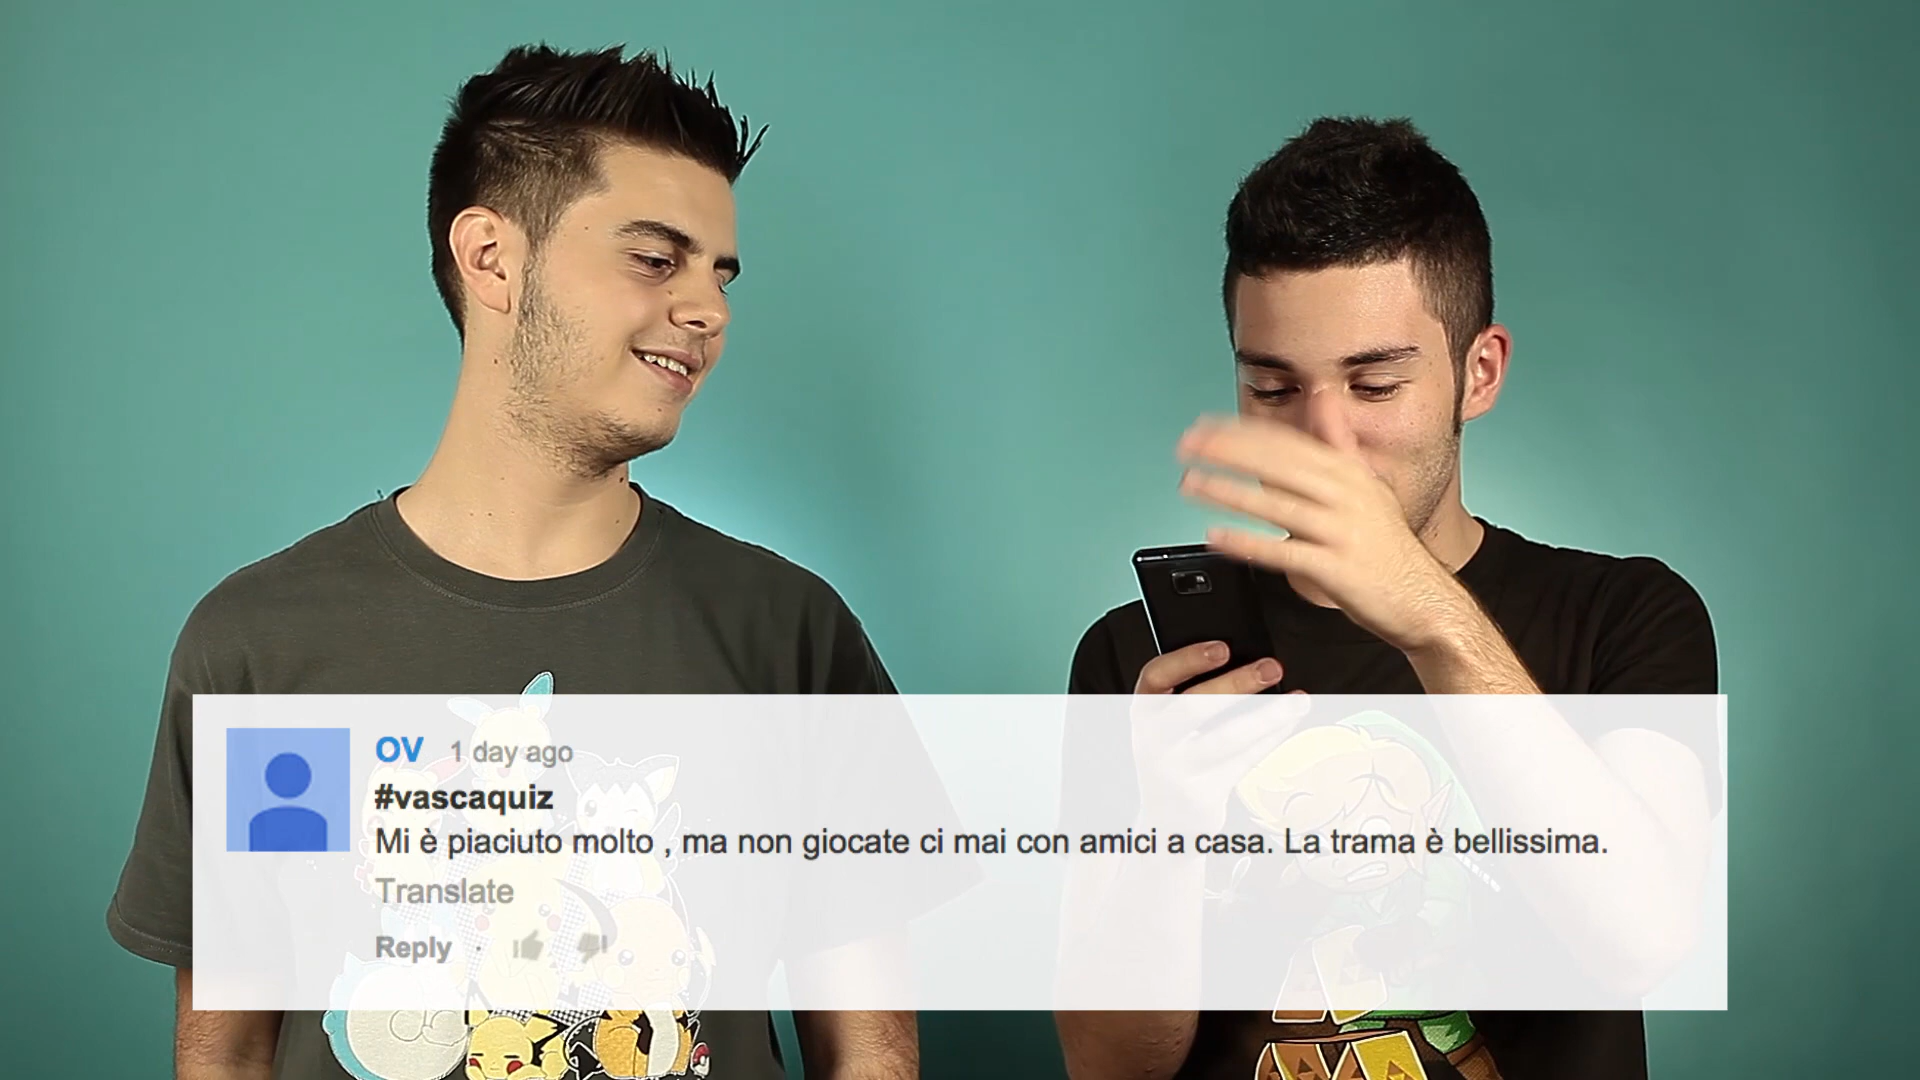 OV 1 day ago
#vascaquiz
Mi è piaciuto molto , ma non giocate ci mai con amici a casa. La trama è bellissima.
Translate
Reply ·